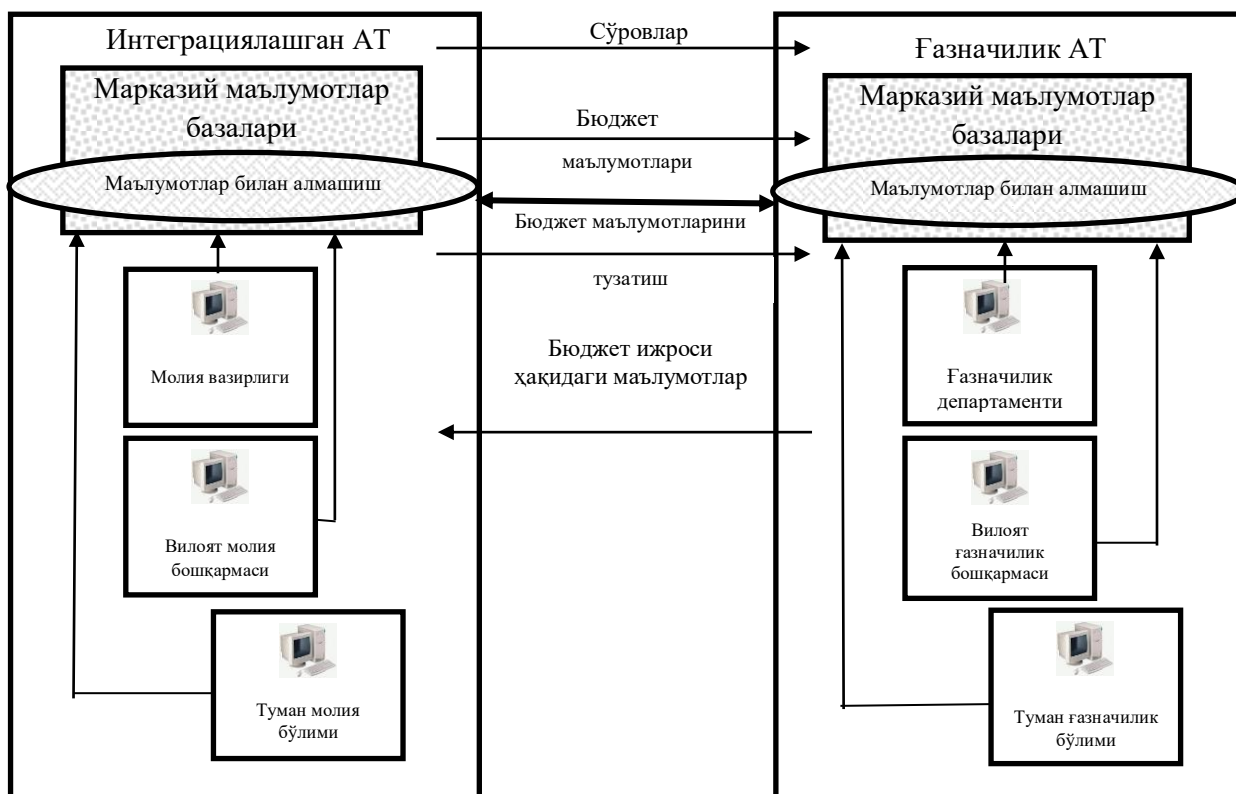 Интеграциялашган АТ
Марказий маълумотлар
базалари
Маълумотлар билан алмашиш
Молия вазирлиги
Вилоят молия
бошқармаси
Туман молия
бўлими
Сўровлар
Бюджет
маълумотлари
Бюджет маълумотларини
тузатиш
Бюджет ижроси
ҳақидаги маълумотлар
Ғазначилик АТ
Марказий маълумотлар
базалари
Маълумотлар билан алмашиш
Ғазначилик
департаменти
Вилоят
ғазначилик
бошқармаси
Туман ғазначилик
бўлими